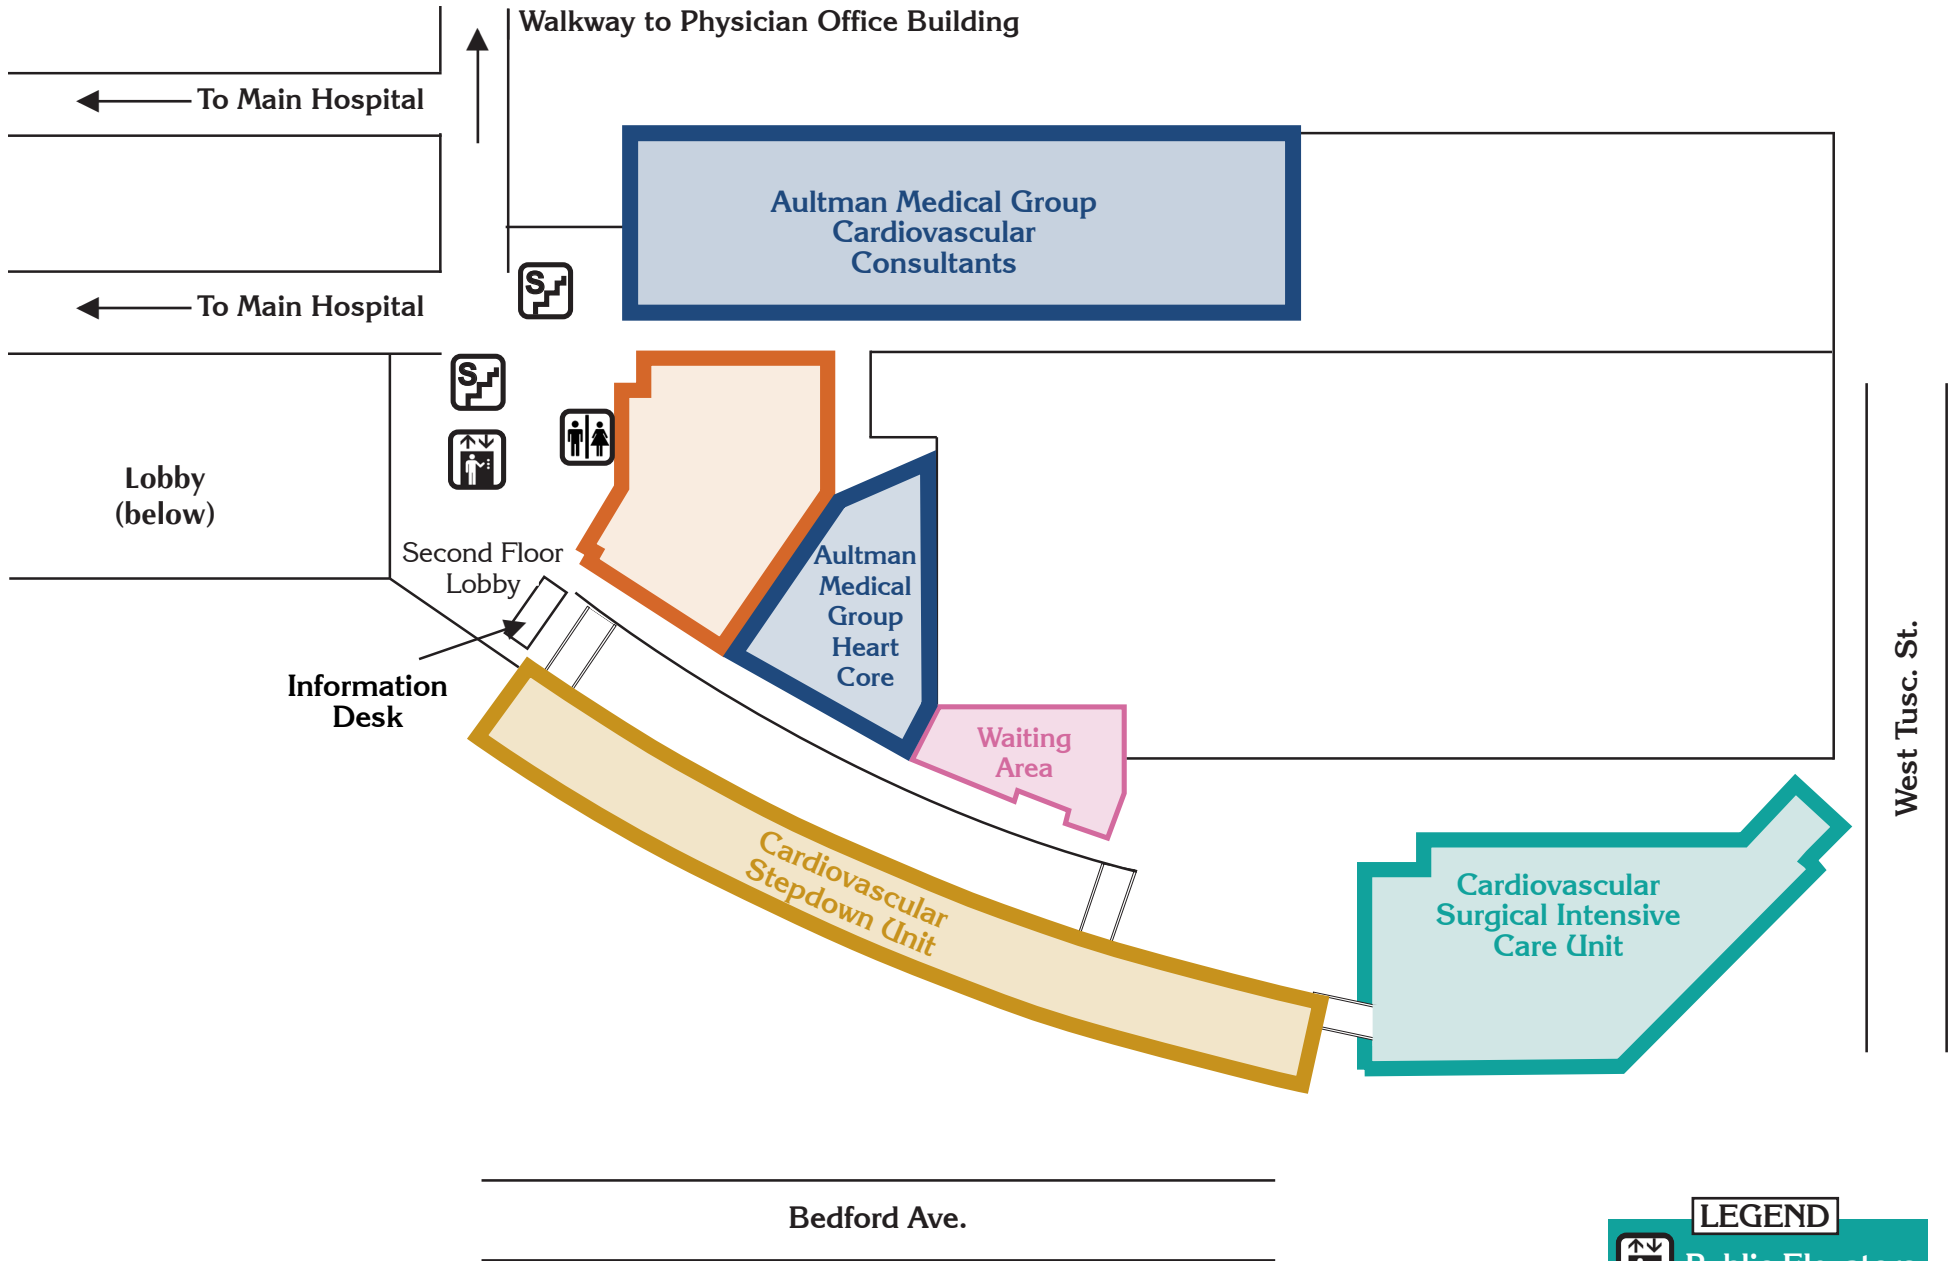 Walkway to Physician Office Building
To Main Hospital
Aultman Medical Group
Cardiovascular
Consultants
S
To Main Hospital
S
Lobby
(below)
Second Floor
Lobby
Aultman
Medical
Group
Heart
Core
Information
Desk
Waiting
Area
West Tusc. St.
Cardiovascular
Stepdown Unit
Cardiovascular
Surgical Intensive
Care Unit
Bedford Ave.
LEGEND
Public Elevators